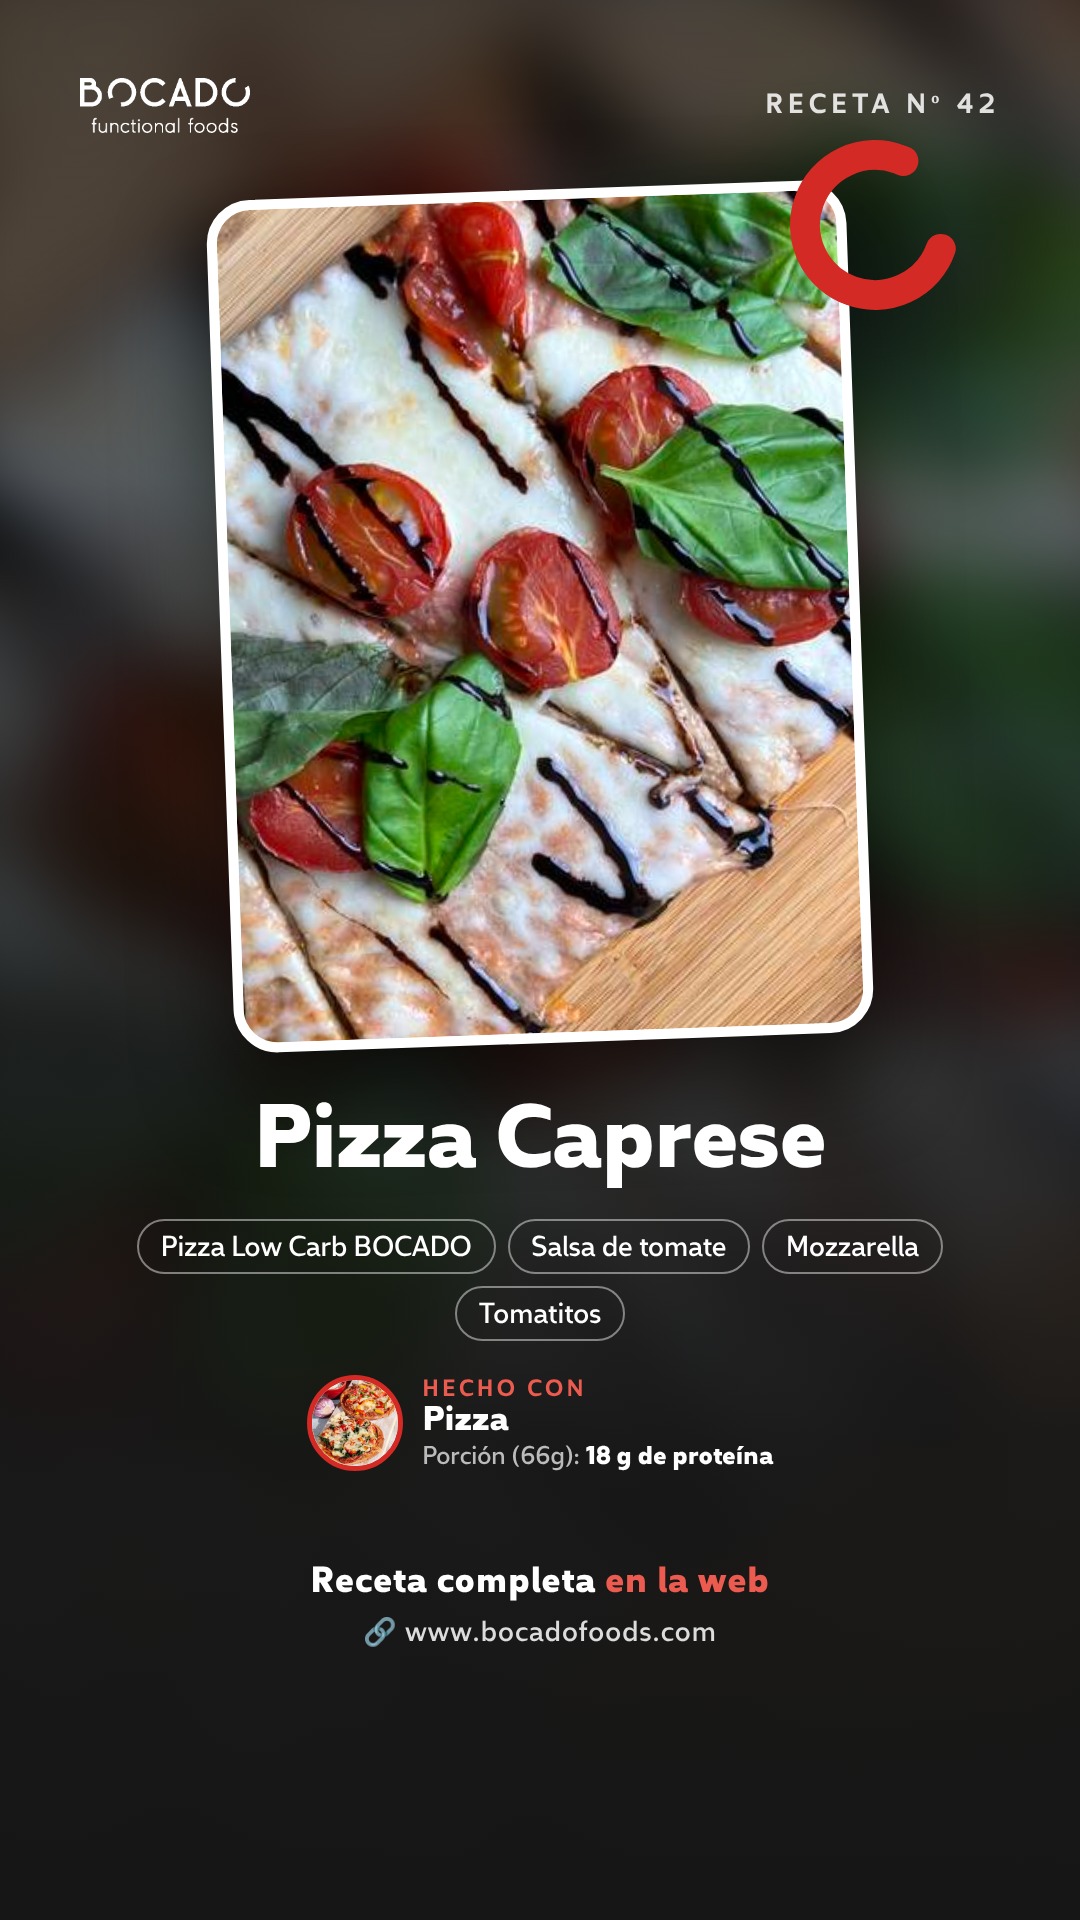 BOCADO
functional foods
RECETA Nº 42
Pizza Caprese
Pizza Low Carb BOCADO
Salsa de tomate
Mozzarella
Tomatitos
HECHO CON
Pizza
Porción (66g): 18 g de proteína
Receta completa en la web
🔗 www.bocadofoods.com